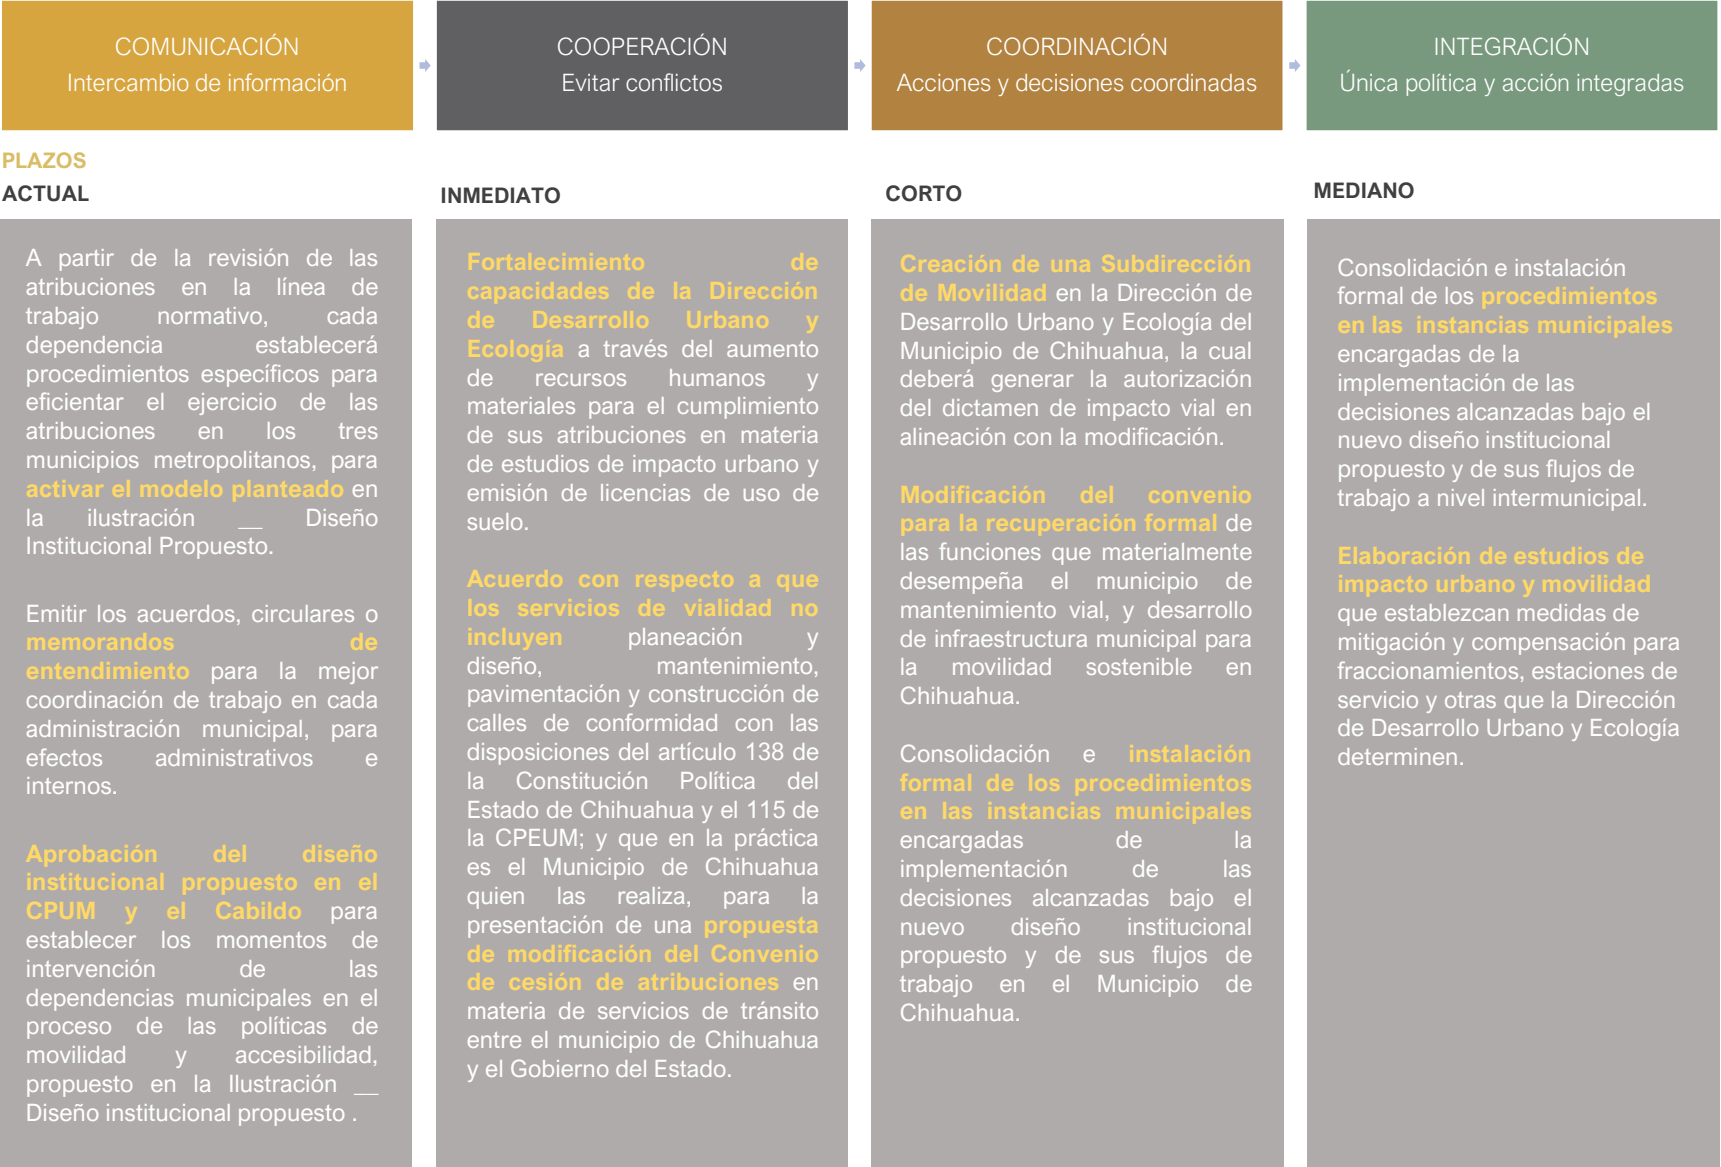 COMUNICACIÓN
Intercambio de información
COOPERACIÓN
Evitar conflictos
COORDINACIÓN
Acciones y decisiones coordinadas
INTEGRACIÓN
Única política y acción integradas
PLAZOS
ACTUAL
A partir de la revisión de las
atribuciones en la línea de
trabajo normativo, cada
dependencia establecerá
procedimientos específicos para
eficientar el ejercicio de las
atribuciones en los tres
municipios metropolitanos, para
activar el modelo planteado en
la ilustración __ Diseño
Institucional Propuesto.
Emitir los acuerdos, circulares o
memorandos de
entendimiento para la mejor
coordinación de trabajo en cada
administración municipal, para
efectos administrativos e
internos.
Aprobación del diseño
institucional propuesto en el
CPUM y el Cabildo para
establecer los momentos de
intervención de las
dependencias municipales en el
proceso de las políticas de
movilidad y accesibilidad,
propuesto en la Ilustración __
Diseño institucional propuesto .
INMEDIATO
Fortalecimiento de
capacidades de la Dirección
de Desarrollo Urbano y
Ecología a través del aumento
de recursos humanos y
materiales para el cumplimiento
de sus atribuciones en materia
de estudios de impacto urbano y
emisión de licencias de uso de
suelo.
Acuerdo con respecto a que
los servicios de vialidad no
incluyen planeación y
diseño, mantenimiento,
pavimentación y construcción de
calles de conformidad con las
disposiciones del artículo 138 de
la Constitución Política del
Estado de Chihuahua y el 115 de
la CPEUM; y que en la práctica
es el Municipio de Chihuahua
quien las realiza, para la
presentación de una propuesta
de modificación del Convenio
de cesión de atribuciones en
materia de servicios de tránsito
entre el municipio de Chihuahua
y el Gobierno del Estado.
CORTO
Creación de una Subdirección
de Movilidad en la Dirección de
Desarrollo Urbano y Ecología del
Municipio de Chihuahua, la cual
deberá generar la autorización
del dictamen de impacto vial en
alineación con la modificación.
Modificación del convenio
para la recuperación formal de
las funciones que materialmente
desempeña el municipio de
mantenimiento vial, y desarrollo
de infraestructura municipal para
la movilidad sostenible en
Chihuahua.
Consolidación e instalación
formal de los procedimientos
en las instancias municipales
encargadas de la
implementación de las
decisiones alcanzadas bajo el
nuevo diseño institucional
propuesto y de sus flujos de
trabajo en el Municipio de
Chihuahua.
MEDIANO
Consolidación e instalación
formal de los procedimientos
en las instancias municipales
encargadas de la
implementación de las
decisiones alcanzadas bajo el
nuevo diseño institucional
propuesto y de sus flujos de
trabajo a nivel intermunicipal.
Elaboración de estudios de
impacto urbano y movilidad
que establezcan medidas de
mitigación y compensación para
fraccionamientos, estaciones de
servicio y otras que la Dirección
de Desarrollo Urbano y Ecología
determinen.